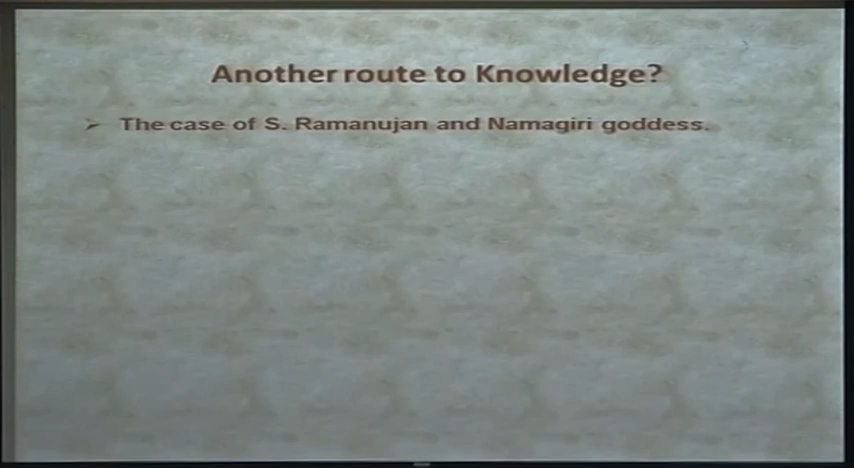 Another route to Knowledge?
➢ The case of S. Ramanujan and Namagiri goddess.